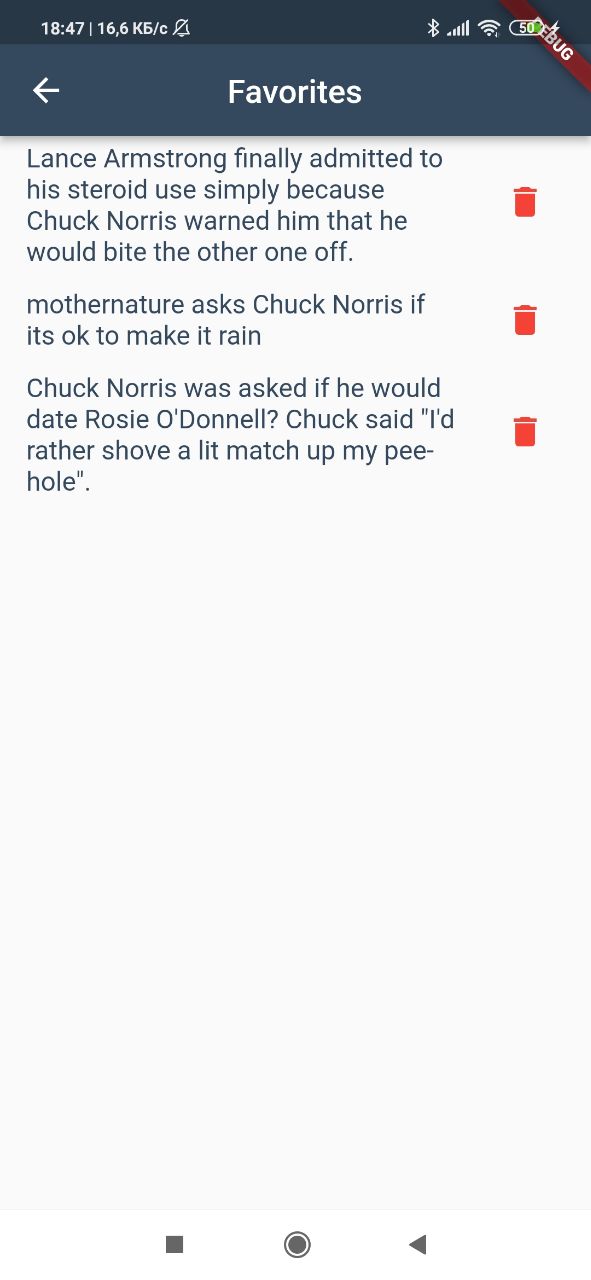 18:47 | 16,6 КБ/с 50
DEBUG
Favorites
Lance Armstrong finally admitted to
his steroid use simply because
Chuck Norris warned him that he
would bite the other one off.
mothernature asks Chuck Norris if
its ok to make it rain
Chuck Norris was asked if he would
date Rosie O'Donnell? Chuck said "I'd
rather shove a lit match up my pee-
hole".